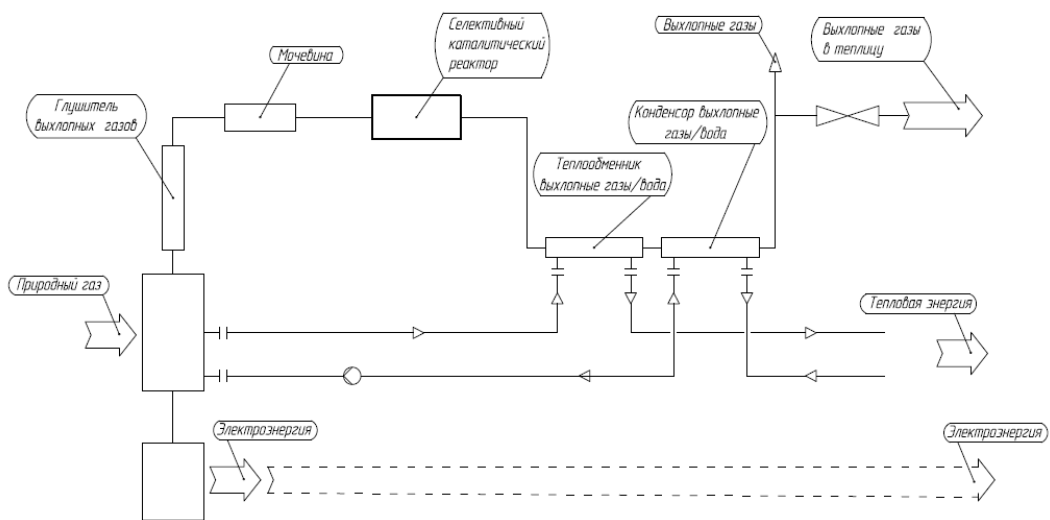 Селективный
каталитический
реактор
Выхлопные газы
Выхлопные газы
в теплицу
Мочевина
Глушитель
выхлопных газов
Конденсор выхлопные
газы/вода
Теплообменник
выхлопные газы/вода
Природный газ
Тепловая энергия
Электроэнергия
Электроэнергия